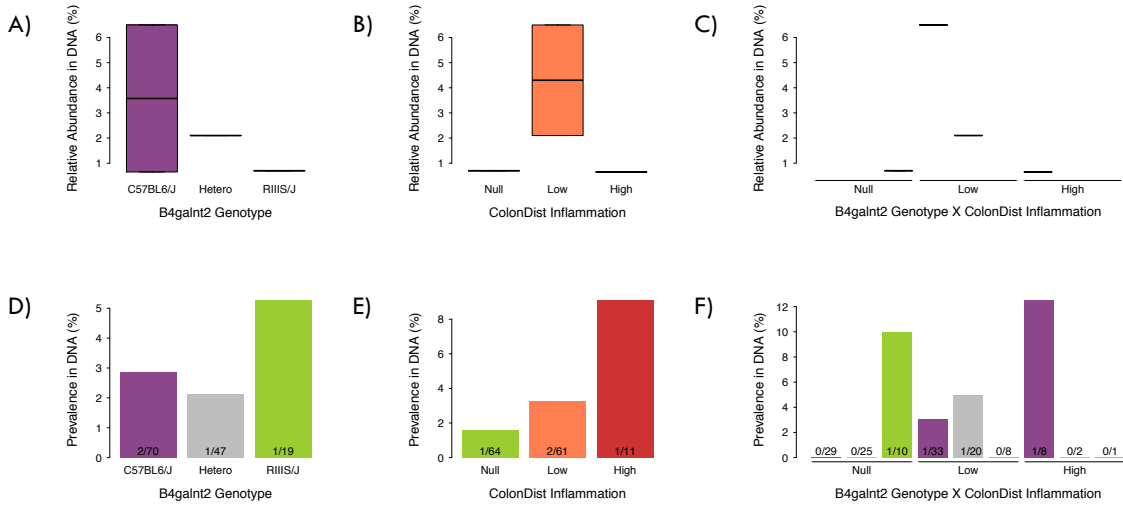 A)
Relative Abundance in DNA (%)
6
5
4
3
2
1
C57BL6/J Hetero RIIIS/J
B4galnt2 Genotype
B)
Relative Abundance in DNA (%)
6
5
4
3
2
1
Null Low High
ColonDist Inflammation
C)
Relative Abundance in DNA (%)
6
5
4
3
2
1
Null Low High
B4galnt2 Genotype X ColonDist Inflammation
D)
Prevalence in DNA (%)
5
4
3
2
1
0
2/70 1/47 1/19
C57BL6/J Hetero RIIIS/J
B4galnt2 Genotype
E)
Prevalence in DNA (%)
8
6
4
2
0
1/64 2/61 1/11
Null Low High
ColonDist Inflammation
F)
Prevalence in DNA (%)
12
10
8
6
4
2
0
0/29 0/25 1/10 1/33 1/20 0/8 1/8 0/2 0/1
Null Low High
B4galnt2 Genotype X ColonDist Inflammation